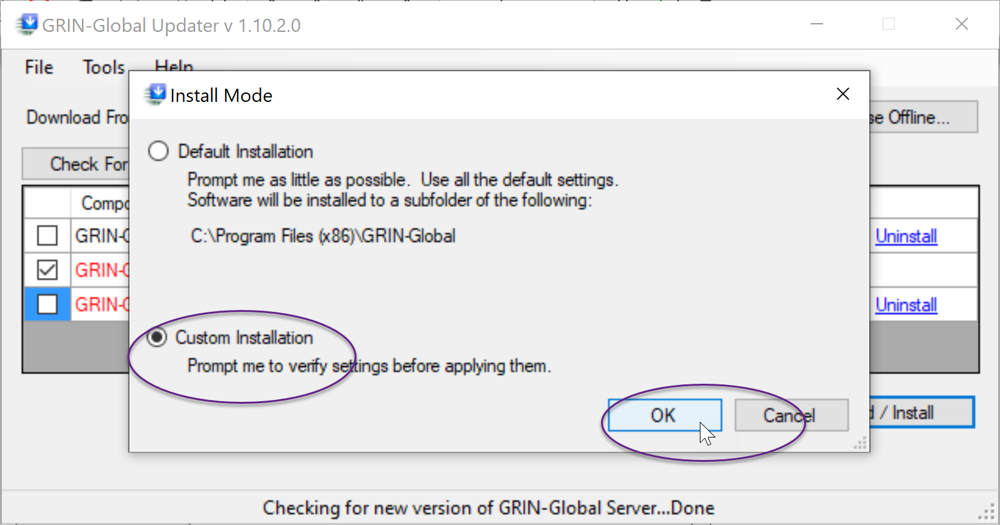 GRIN-Global Updater v 1.10.2.0
File Tools Help
Install Mode
Download Fro
se Offline...
Default Installation
Check For
Prompt me as little as possible. Use all the default settings.
Software will be installed to a subfolder of the following:
Compo
C:\Program Files (x86)\GRIN-Global
GRIN-G
Uninstall
GRIN-G
GRIN-G
Uninstall
Custom Installation
Prompt me to verify settings before applying them.
OK
Cancel
d / Install
Checking for new version of GRIN-Global Server...Done